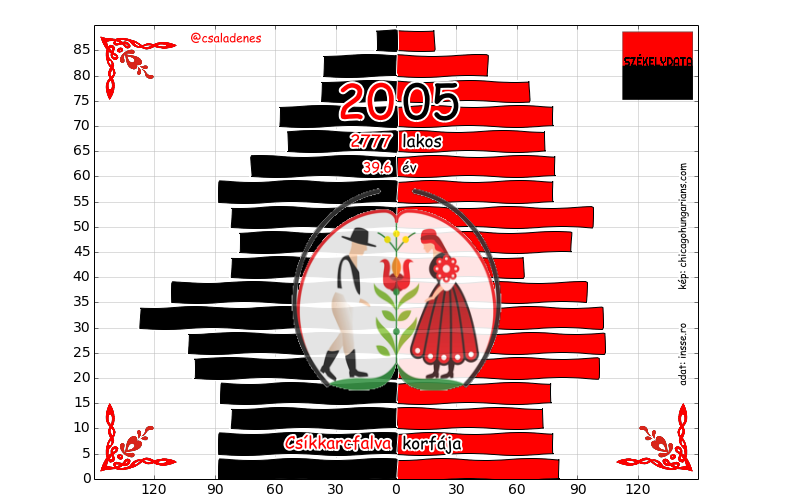 @csaladenes
SZÉKELYDATA
2005
2777 lakos
39.6 év
kép: chicagohungarians.com
adat: insse.ro
Csíkkarcfalva korfája
85
80
75
70
65
60
55
50
45
40
35
30
25
20
15
10
5
0
120 90 60 30 0 30 60 90 120